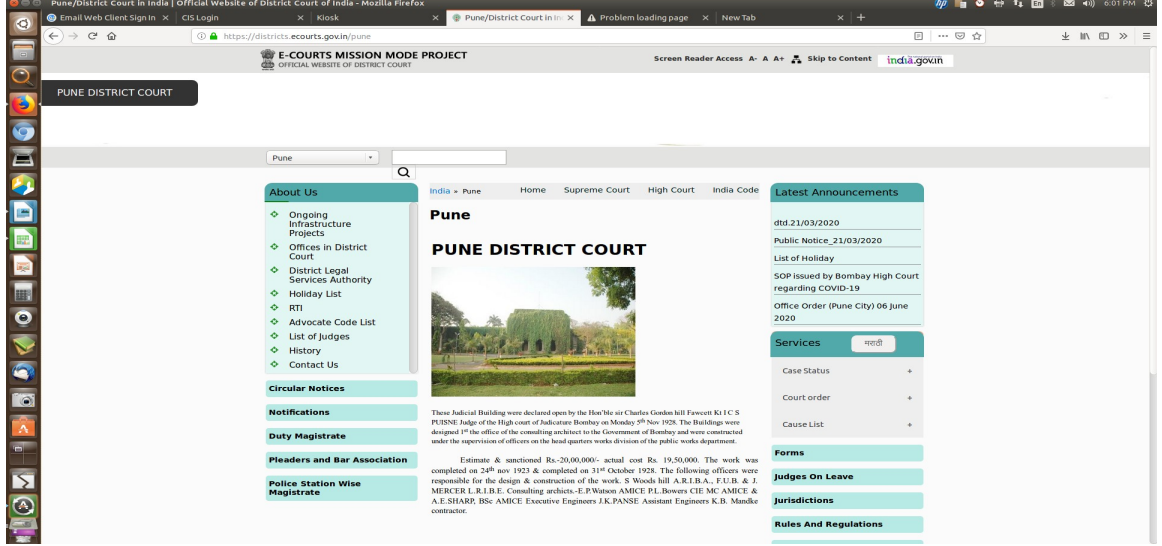 Pune/District Court in India | Official Website of District Court of India - Mozilla Firefox
En
6:01 PM
Email Web Client Sign In
CIS Login
Kiosk
Pune/District Court in In
Problem loading page
New Tab
https://districts.ecourts.gov.in/pune
E-COURTS MISSION MODE PROJECT
OFFICIAL WEBSITE OF DISTRICT COURT
Screen Reader Access A- A A+ Skip to Content
india.gov.in
PUNE DISTRICT COURT
Pune
About Us
Ongoing
Infrastructure
Projects
Offices in District
Court
District Legal
Services Authority
Holiday List
RTI
Advocate Code List
List of Judges
History
Contact Us
Circular Notices
Notifications
Duty Magistrate
Pleaders and Bar Association
Police Station Wise
Magistrate
India » Pune
Home Supreme Court High Court India Code
Pune
PUNE DISTRICT COURT
These Judicial Building were declared open by the Hon'ble sir Charles Gordon hill Fawcett Kt I C S
PUISNE Judge of the High court of Judicature Bombay on Monday 5th Nov 1928. The Buildings were
designed 1st the office of the consulting architect to the Government of Bombay and were constructed
under the supervision of officers on the head quarters works division of the public works department.
Estimate & sanctioned Rs.-20,00,000/- actual cost Rs. 19,50,000. The work was
completed on 24th nov 1923 & completed on 31st October 1928. The following officers were
responsible for the design & construction of the work. S Woods hill A.R.I.B.A., F.U.B. & J.
MERCER L.R.I.B.E. Consulting archicts.-E.P.Watson AMICE P.L.Bowers CIE MC AMICE &
A.E.SHARP, BSc AMICE Executive Engineers J.K.PANSE Assistant Engineers K.B. Mandke
contractor.
Latest Announcements
dtd.21/03/2020
Public Notice_21/03/2020
List of Holiday
SOP issued by Bombay High Court
regarding COVID-19
Office Order (Pune City) 06 June
2020
Services
मराठी
Case Status +
Court order +
Cause List +
Forms
Judges On Leave
Jurisdictions
Rules And Regulations